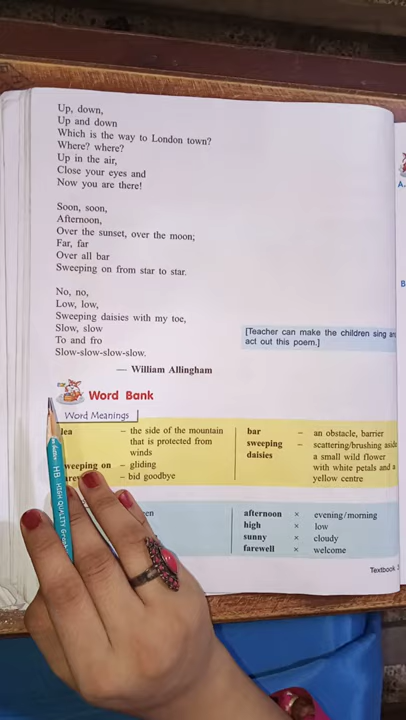 Up, down,
Up and down
Which is the way to London town?
Where? where?
Up in the air,
Close your eyes and
Now you are there!
Soon, soon,
Afternoon,
Over the sunset, over the moon;
Far, far
Over all bar
Sweeping on from star to star.
No, no,
Low, low,
Sweeping daisies with my toe,
Slow, slow
To and fro
Slow-slow-slow-slow.
— William Allingham
[Teacher can make the children sing an
act out this poem.]
Word Bank
Word Meanings
lea – the side of the mountain
that is protected from
winds
weeping on – gliding
– bid goodbye
bar – an obstacle, barrier
sweeping – scattering/brushing aside
daisies a small wild flower
with white petals and a
yellow centre
afternoon × evening/morning
high × low
sunny × cloudy
farewell × welcome
Textbook
A.
B
HB